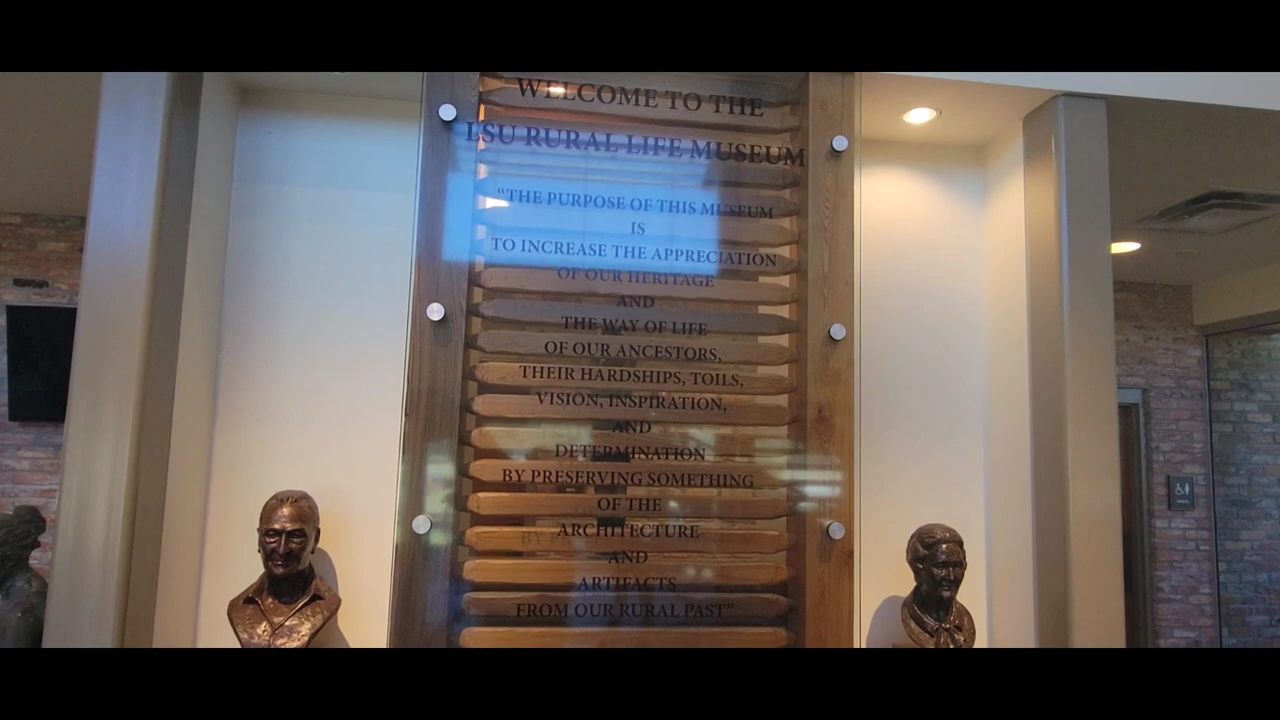 WELCOME TO THE
LSU RURAL LIFE MUSEUM
"THE PURPOSE OF THIS MUSEUM
IS
TO INCREASE THE APPRECIATION
OF OUR HERITAGE
AND
THE WAY OF LIFE
OF OUR ANCESTORS,
THEIR HARDSHIPS, TOILS,
VISION, INSPIRATION,
AND
DETERMINATION
BY PRESERVING SOMETHING
OF THE
ARCHITECTURE
AND
ARTIFACTS
FROM OUR RURAL PAST"